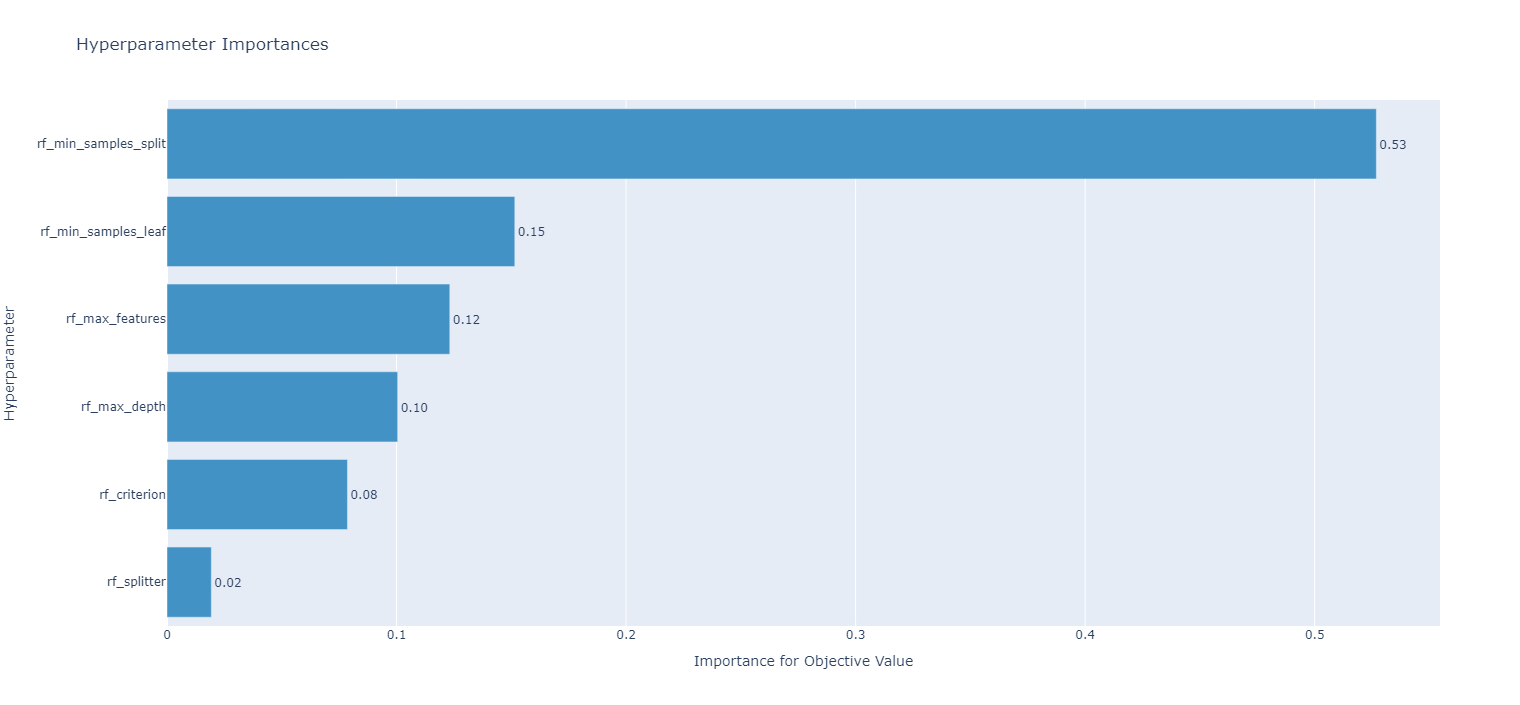 Hyperparameter Importances
Hyperparameter
rf_min_samples_split
0.53
rf_min_samples_leaf
0.15
rf_max_features
0.12
rf_max_depth
0.10
rf_criterion
0.08
rf_splitter
0.02
0 0.1 0.2 0.3 0.4 0.5
Importance for Objective Value